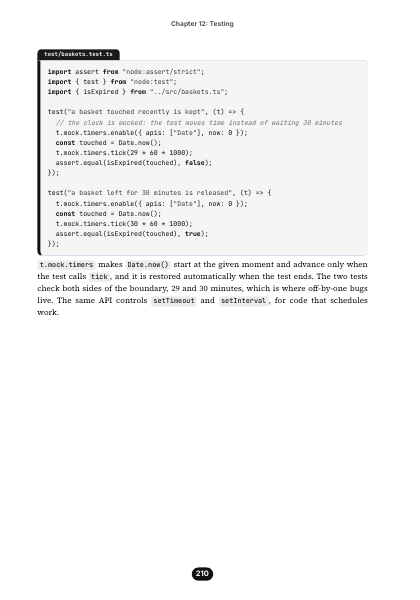 Chapter 12: Testing
test/baskets.test.ts
import assert from "node:assert/strict";
import { test } from "node:test";
import { isExpired } from "../src/baskets.ts";
test("a basket touched recently is kept", (t) => {
// the clock is mocked: the test moves time instead of waiting 30 minutes
t.mock.timers.enable({ apis: ["Date"], now: 0 });
const touched = Date.now();
t.mock.timers.tick(29 * 60 * 1000);
assert.equal(isExpired(touched), false);
});
test("a basket left for 30 minutes is released", (t) => {
t.mock.timers.enable({ apis: ["Date"], now: 0 });
const touched = Date.now();
t.mock.timers.tick(30 * 60 * 1000);
assert.equal(isExpired(touched), true);
});
t.mock.timers makes Date.now() start at the given moment and advance only when
the test calls tick, and it is restored automatically when the test ends. The two tests
check both sides of the boundary, 29 and 30 minutes, which is where off-by-one bugs
live. The same API controls setTimeout and setInterval, for code that schedules
work.
210